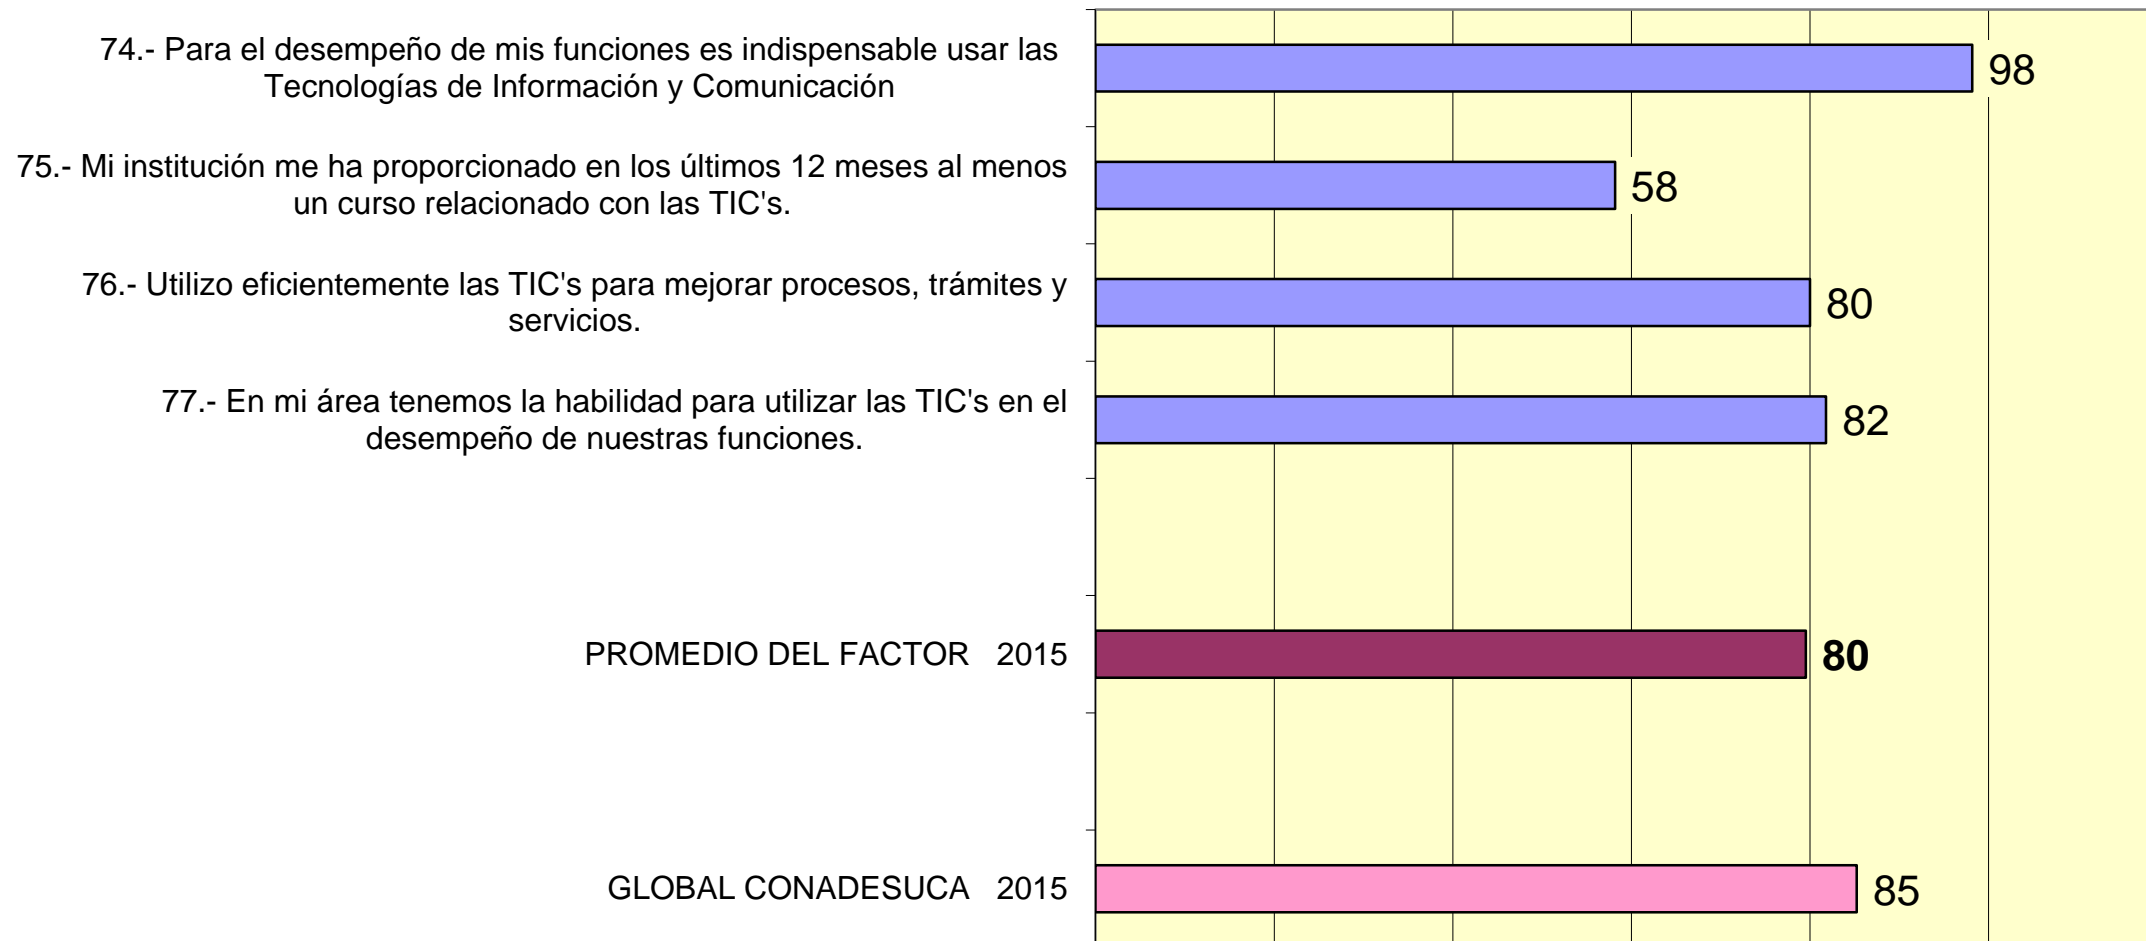 74.- Para el desempeño de mis funciones es indispensable usar las
Tecnologías de Información y Comunicación
98
75.- Mi institución me ha proporcionado en los últimos 12 meses al menos
un curso relacionado con las TIC's.
58
76.- Utilizo eficientemente las TIC's para mejorar procesos, trámites y
servicios.
80
77.- En mi área tenemos la habilidad para utilizar las TIC's en el
desempeño de nuestras funciones.
82
PROMEDIO DEL FACTOR 2015
80
GLOBAL CONADESUCA 2015
85